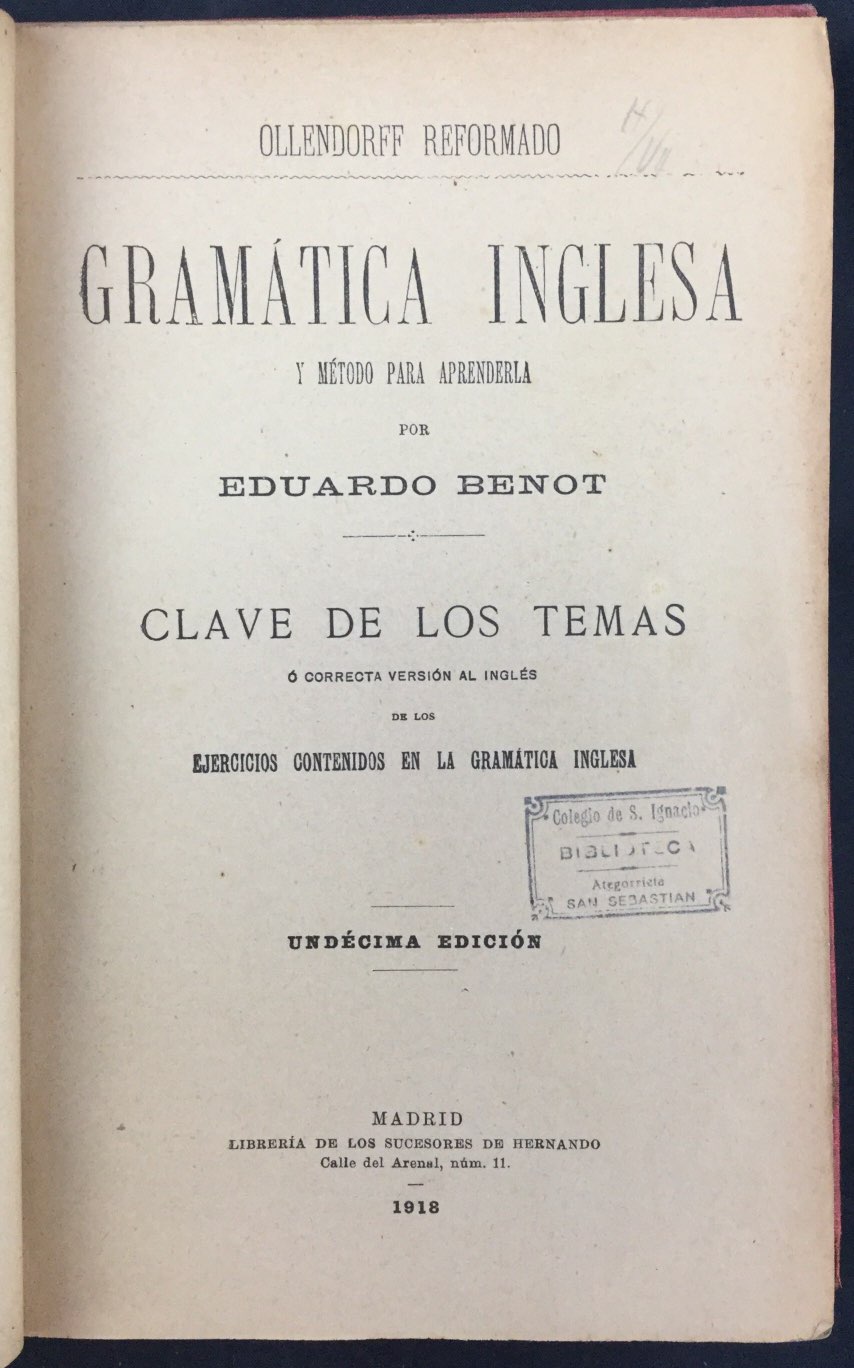 OLLENDORFF REFORMADO
GRAMÁTICA INGLESA
Y MÉTODO PARA APRENDERLA
POR
EDUARDO BENOT
CLAVE DE LOS TEMAS
Ó CORRECTA VERSIÓN AL INGLÉS
DE LOS
EJERCICIOS CONTENIDOS EN LA GRAMÁTICA INGLESA
Colegio de S. Ignacio
BIBLIOTECA
Ategorrieta
SAN SEBASTIAN
UNDÉCIMA EDICIÓN
MADRID
LIBRERÍA DE LOS SUCESORES DE HERNANDO
Calle del Arenal, núm. 11.
1918